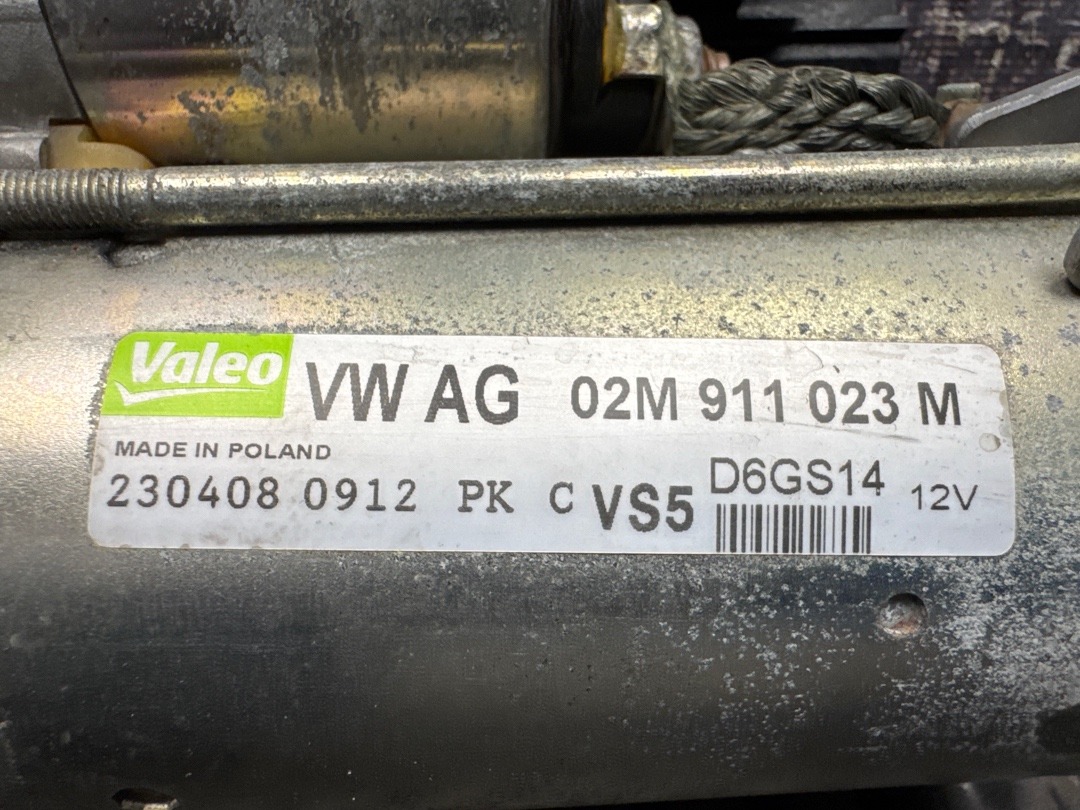 Valeo VW AG 02M 911 023 M
MADE IN POLAND
230408 0912 PK C VS5 D6GS14 12V